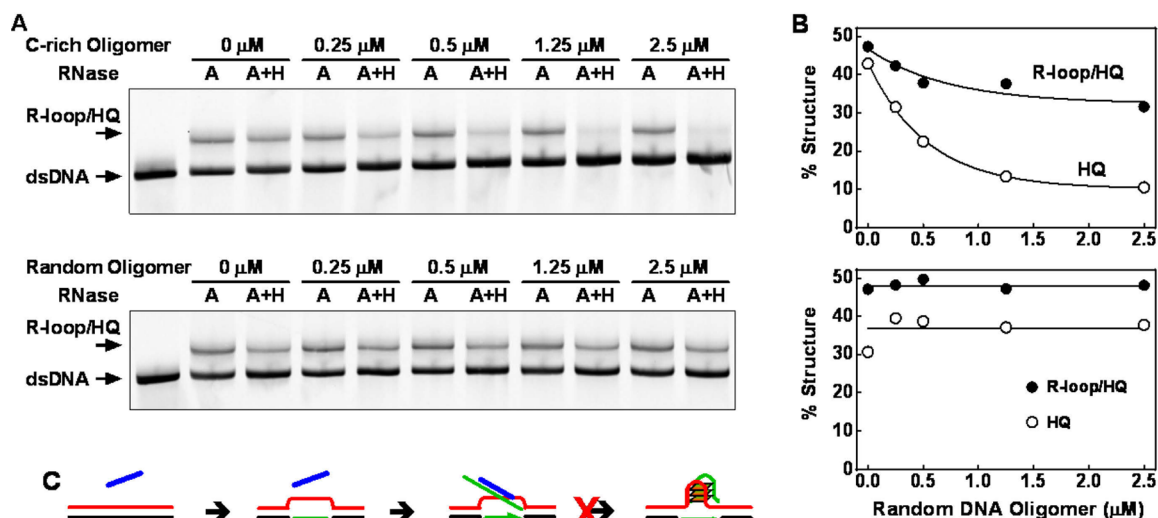 A
C-rich Oligomer 0 μM 0.25 μM 0.5 μM 1.25 μM 2.5 μM
RNase A A+H A A+H A A+H A A+H A A+H
R-loop/HQ
dsDNA
Random Oligomer 0 μM 0.25 μM 0.5 μM 1.25 μM 2.5 μM
RNase A A+H A A+H A A+H A A+H A A+H
R-loop/HQ
dsDNA
B
50
40
30
20
10
0
% Structure
R-loop/HQ
HQ
0.0 0.5 1.0 1.5 2.0 2.5
50
40
30
20
10
0
% Structure
R-loop/HQ
HQ
0.0 0.5 1.0 1.5 2.0 2.5
Random DNA Oligomer (μM)
C